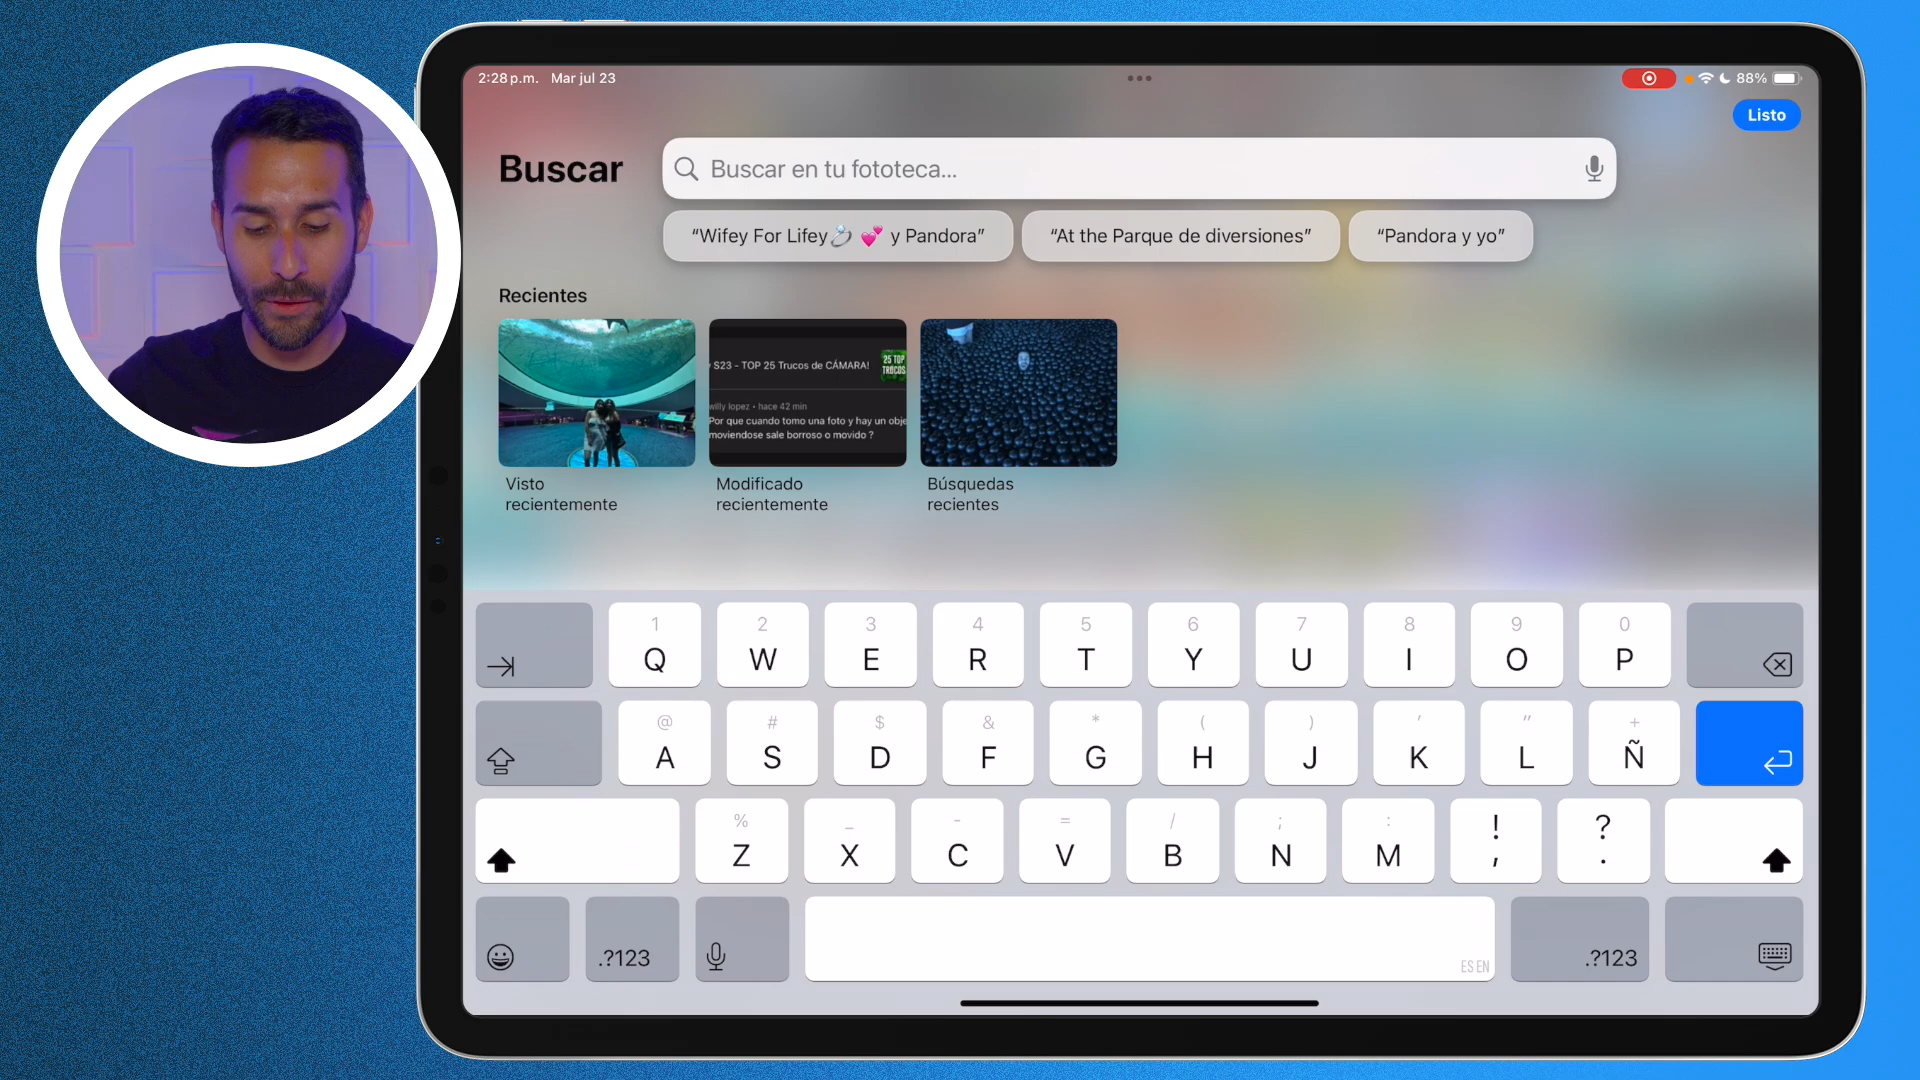 2:28 p.m. Mar jul 23
88%
Listo
Buscar
Buscar en tu fototeca...
“Wifey For Lifey💍 💕 y Pandora”
“At the Parque de diversiones”
“Pandora y yo”
Recientes
S23 - TOP 25 Trucos de CÁMARA!
25 TOP
TRUCOS
willy lopez • hace 42 min
Por que cuando tomo una foto y hay un obje
moviendose sale borroso o movido ?
Visto
recientemente
Modificado
recientemente
Búsquedas
recientes
1 2 3 4 5 6 7 8 9 0
Q W E R T Y U I O P
@ # $ & * ( ) ' " +
A S D F G H J K L Ñ
% _ - = / ; : ! ?
Z X C V B N M , .
.?123
ES EN
.?123